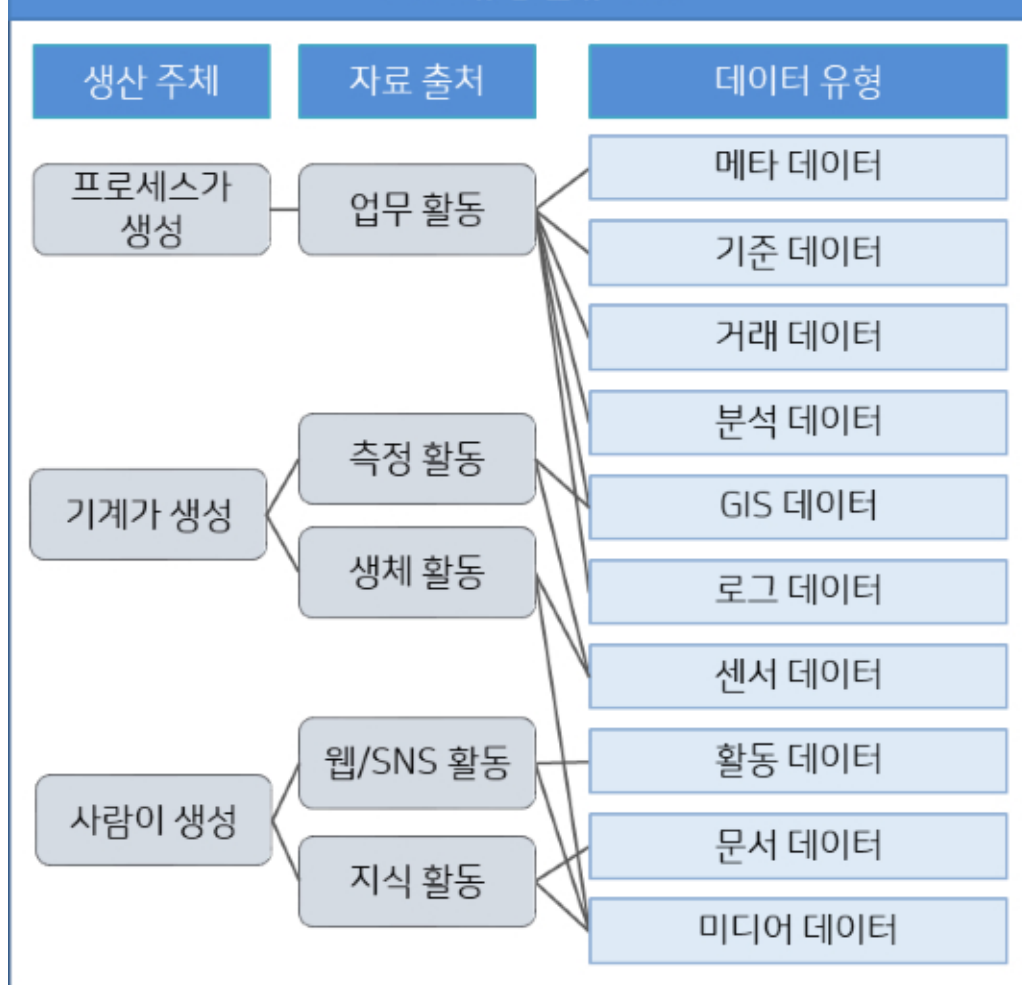 생산 주체
자료 출처
데이터 유형
프로세스가
생성
업무 활동
메타 데이터
기준 데이터
거래 데이터
분석 데이터
기계가 생성
측정 활동
생체 활동
GIS 데이터
로그 데이터
센서 데이터
사람이 생성
웹/SNS 활동
지식 활동
활동 데이터
문서 데이터
미디어 데이터